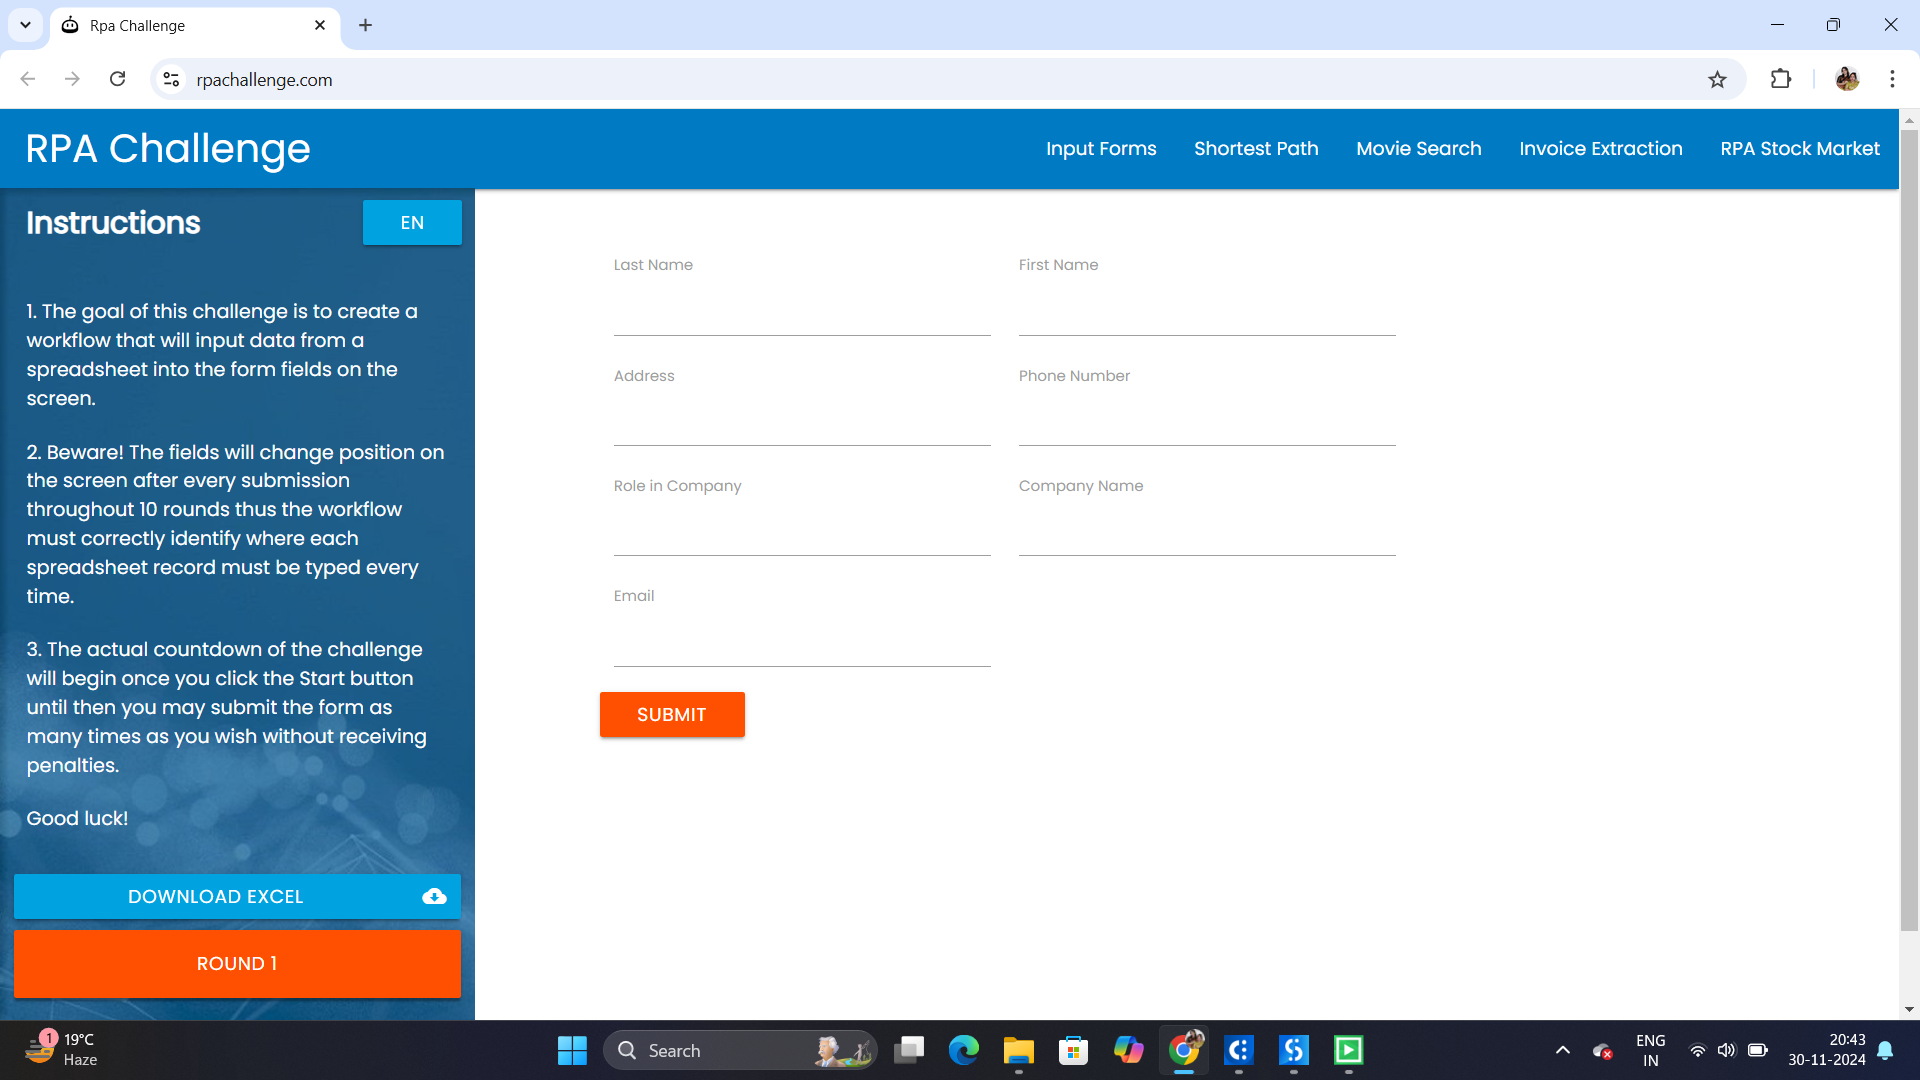 Rpa Challenge
rpachallenge.com
RPA Challenge
Input Forms
Shortest Path
Movie Search
Invoice Extraction
RPA Stock Market
Instructions
EN
1. The goal of this challenge is to create a
workflow that will input data from a
spreadsheet into the form fields on the
screen.
2. Beware! The fields will change position on
the screen after every submission
throughout 10 rounds thus the workflow
must correctly identify where each
spreadsheet record must be typed every
time.
3. The actual countdown of the challenge
will begin once you click the Start button
until then you may submit the form as
many times as you wish without receiving
penalties.
Good luck!
DOWNLOAD EXCEL
ROUND 1
Last Name
First Name
Address
Phone Number
Role in Company
Company Name
Email
SUBMIT
1
19°C
Haze
Search
ENG
IN
20:43
30-11-2024